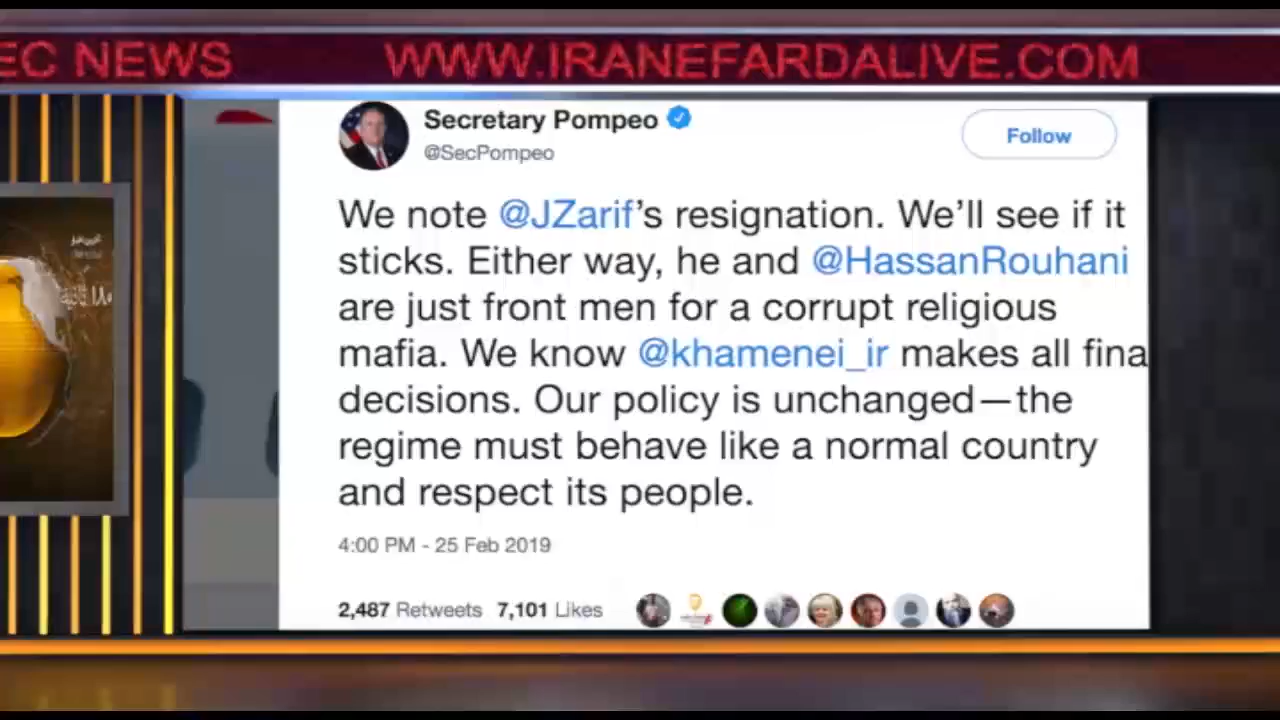 EC NEWS WWW.IRANEFARDALIVE.COM
Secretary Pompeo
@SecPompeo
Follow
We note @JZarif's resignation. We'll see if it
sticks. Either way, he and @HassanRouhani
are just front men for a corrupt religious
mafia. We know @khamenei_ir makes all fina
decisions. Our policy is unchanged—the
regime must behave like a normal country
and respect its people.
4:00 PM - 25 Feb 2019
2,487 Retweets 7,101 Likes